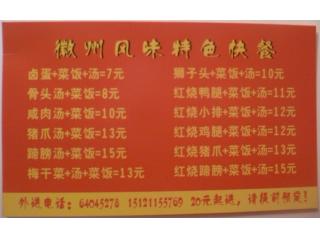 徽州风味特色快餐
卤蛋+菜饭+汤=7元
骨头汤+菜饭=8元
咸肉汤+菜饭=10元
猪爪汤+菜饭=13元
蹄膀汤+菜饭=15元
梅干菜+汤+菜饭=13元
狮子头+菜饭+汤=10元
红烧鸭腿+菜饭+汤=11元
红烧小排+菜饭+汤=12元
红烧鸡腿+菜饭+汤=12元
红烧猪爪+菜饭+汤=13元
红烧蹄膀+菜饭+汤=15元
外送电话：64045278 15121155769 20元起送，请提前预定！